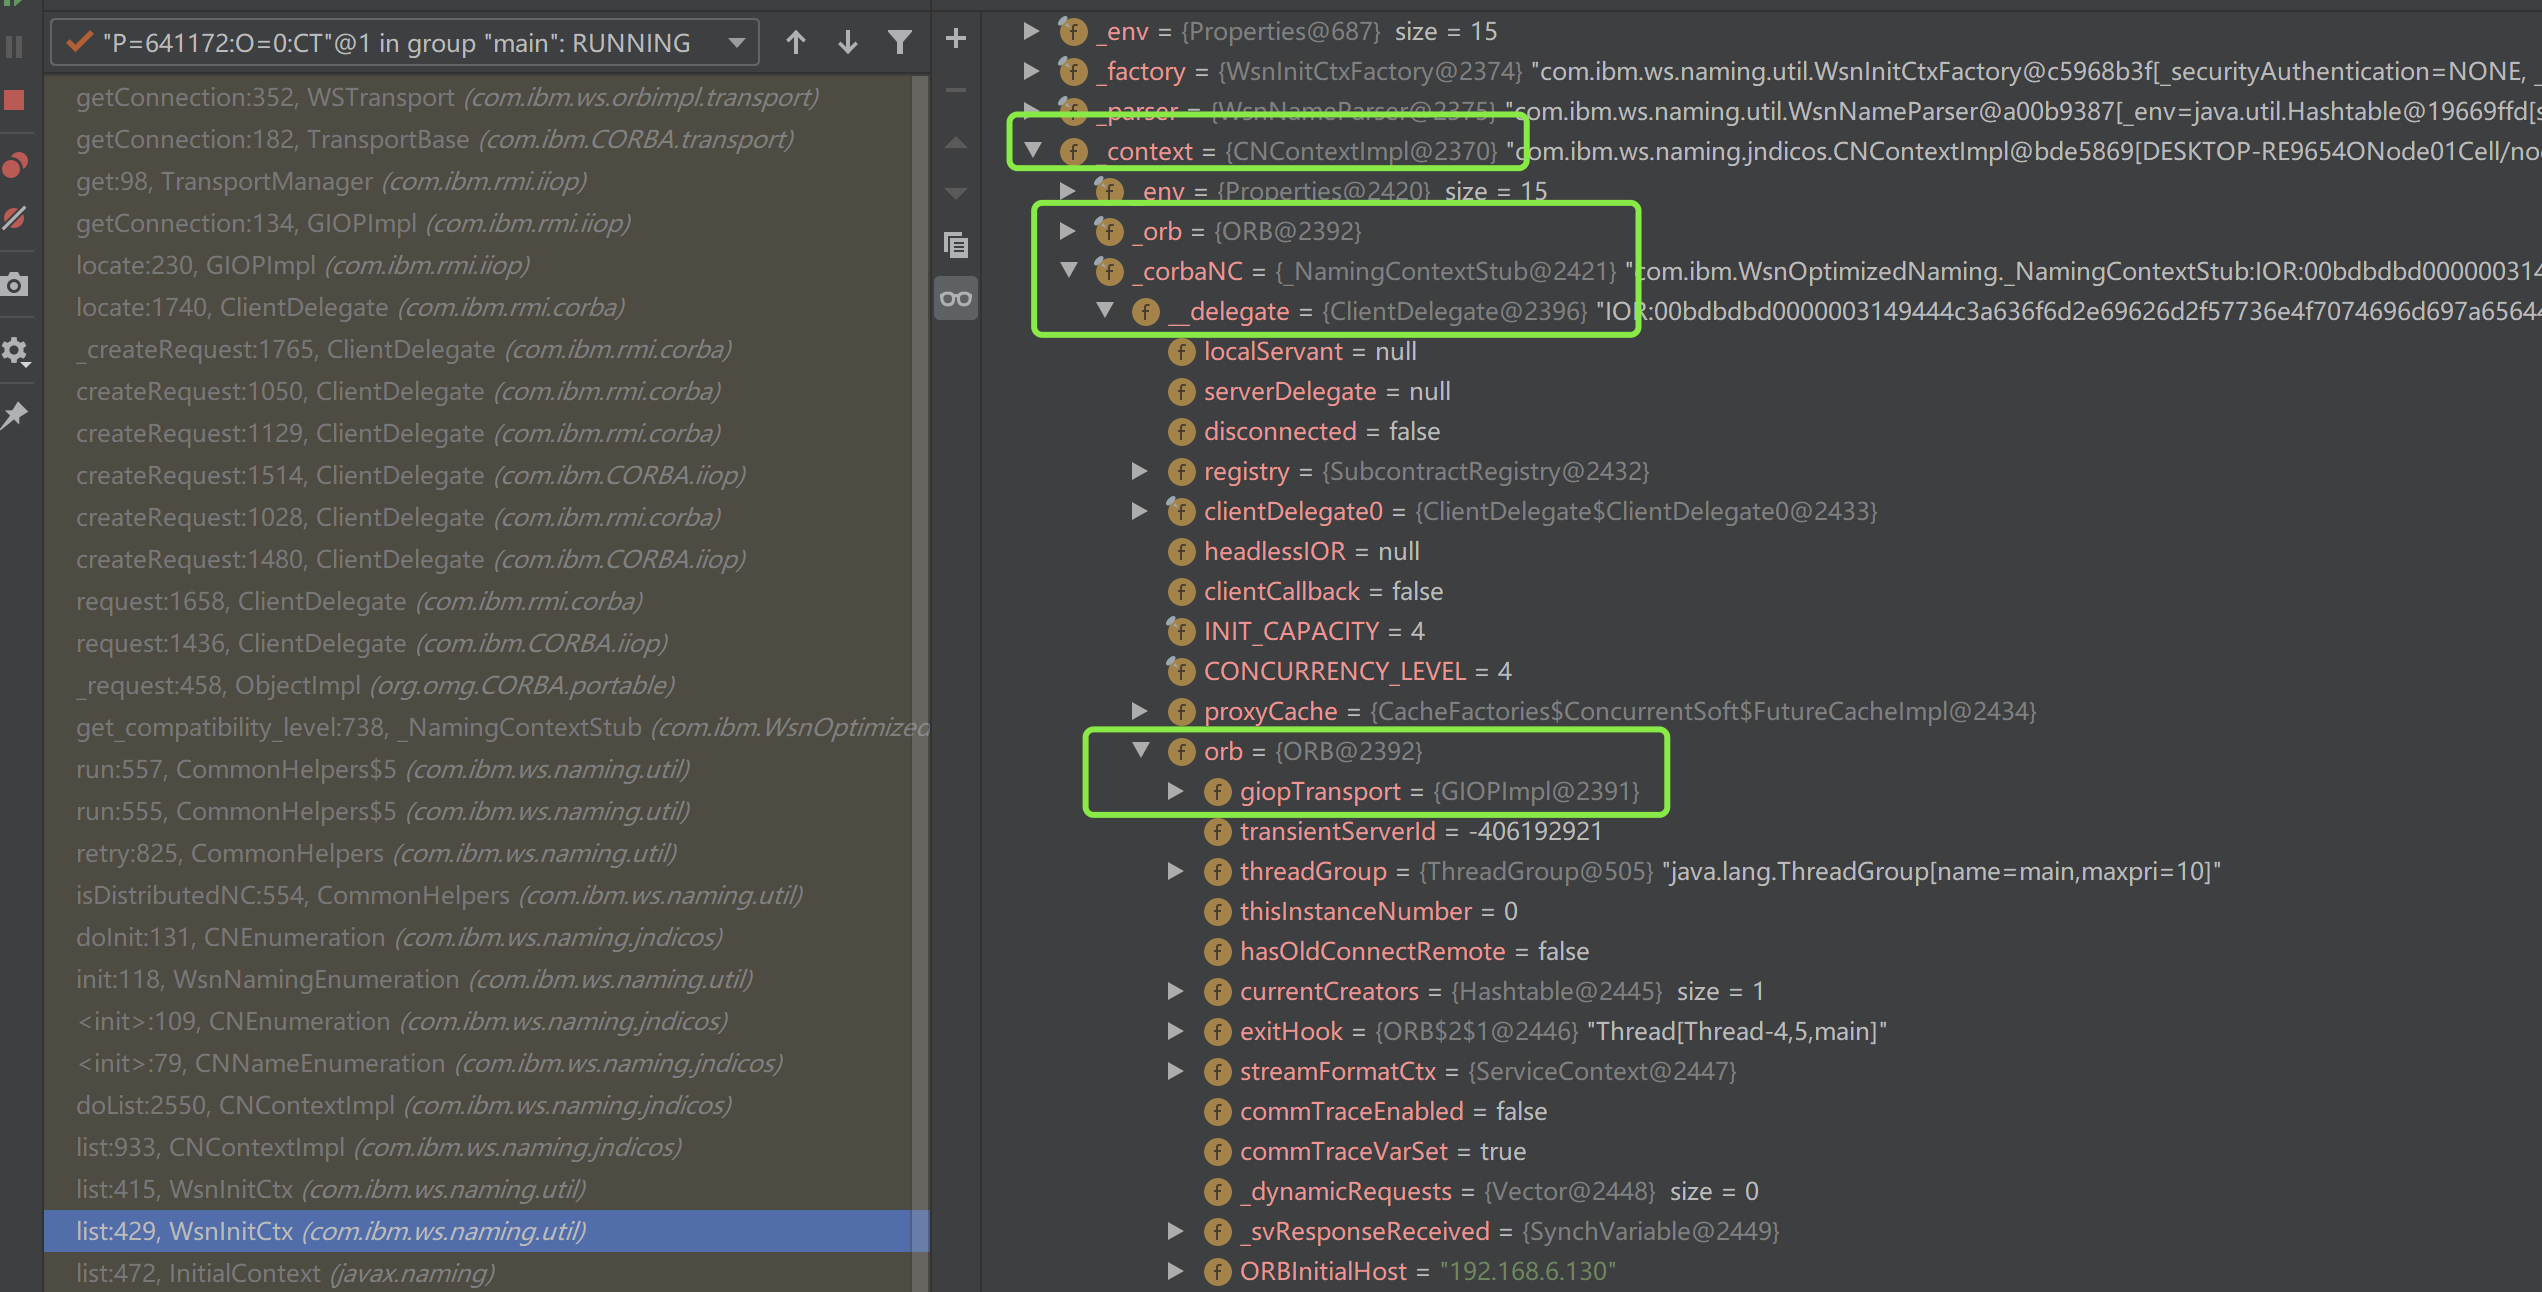 "P=641172:O=0:CT"@1 in group "main": RUNNING
getConnection:352, WSTransport (com.ibm.ws.orbimpl.transport)
getConnection:182, TransportBase (com.ibm.CORBA.transport)
get:98, TransportManager (com.ibm.rmi.iiop)
getConnection:134, GIOPImpl (com.ibm.rmi.iiop)
locate:230, GIOPImpl (com.ibm.rmi.iiop)
locate:1740, ClientDelegate (com.ibm.rmi.corba)
_createRequest:1765, ClientDelegate (com.ibm.rmi.corba)
createRequest:1050, ClientDelegate (com.ibm.rmi.corba)
createRequest:1129, ClientDelegate (com.ibm.rmi.corba)
createRequest:1514, ClientDelegate (com.ibm.CORBA.iiop)
createRequest:1028, ClientDelegate (com.ibm.rmi.corba)
createRequest:1480, ClientDelegate (com.ibm.CORBA.iiop)
request:1658, ClientDelegate (com.ibm.rmi.corba)
request:1436, ClientDelegate (com.ibm.CORBA.iiop)
_request:458, ObjectImpl (org.omg.CORBA.portable)
get_compatibility_level:738, _NamingContextStub (com.ibm.WsnOptimized
run:557, CommonHelpers$5 (com.ibm.ws.naming.util)
run:555, CommonHelpers$5 (com.ibm.ws.naming.util)
retry:825, CommonHelpers (com.ibm.ws.naming.util)
isDistributedNC:554, CommonHelpers (com.ibm.ws.naming.util)
doInit:131, CNEnumeration (com.ibm.ws.naming.jndicos)
init:118, WsnNamingEnumeration (com.ibm.ws.naming.util)
<init>:109, CNEnumeration (com.ibm.ws.naming.jndicos)
<init>:79, CNNameEnumeration (com.ibm.ws.naming.jndicos)
doList:2550, CNContextImpl (com.ibm.ws.naming.jndicos)
list:933, CNContextImpl (com.ibm.ws.naming.jndicos)
list:415, WsnInitCtx (com.ibm.ws.naming.util)
list:429, WsnInitCtx (com.ibm.ws.naming.util)
list:472, InitialContext (javax.naming)
f _env = {Properties@687} size = 15
f _factory = {WsnInitCtxFactory@2374} "com.ibm.ws.naming.util.WsnInitCtxFactory@c5968b3f[_securityAuthentication=NONE, _
f _parser = {WsnNameParser@2375} "com.ibm.ws.naming.util.WsnNameParser@a00b9387[_env=java.util.Hashtable@19669ffd[s
f _context = {CNContextImpl@2370} "com.ibm.ws.naming.jndicos.CNContextImpl@bde5869[DESKTOP-RE9654ONode01Cell/no
f _env = {Properties@2420} size = 15
f _orb = {ORB@2392}
f _corbaNC = {_NamingContextStub@2421} "com.ibm.WsnOptimizedNaming._NamingContextStub:IOR:00bdbdbd0000000314
f __delegate = {ClientDelegate@2396} "IOR:00bdbdbd0000003149444c3a636f6d2e69626d2f57736e4f7074696d697a65644
f localServant = null
f serverDelegate = null
f disconnected = false
f registry = {SubcontractRegistry@2432}
f clientDelegate0 = {ClientDelegate$ClientDelegate0@2433}
f headlessIOR = null
f clientCallback = false
f INIT_CAPACITY = 4
f CONCURRENCY_LEVEL = 4
f proxyCache = {CacheFactories$ConcurrentSoft$FutureCacheImpl@2434}
f orb = {ORB@2392}
f giopTransport = {GIOPImpl@2391}
f transientServerId = -406192921
f threadGroup = {ThreadGroup@505} "java.lang.ThreadGroup[name=main,maxpri=10]"
f thisInstanceNumber = 0
f hasOldConnectRemote = false
f currentCreators = {Hashtable@2445} size = 1
f exitHook = {ORB$2$1@2446} "Thread[Thread-4,5,main]"
f streamFormatCtx = {ServiceContext@2447}
f commTraceEnabled = false
f commTraceVarSet = true
f _dynamicRequests = {Vector@2448} size = 0
f _svResponseReceived = {SynchVariable@2449}
f ORBInitialHost = "192.168.6.130"